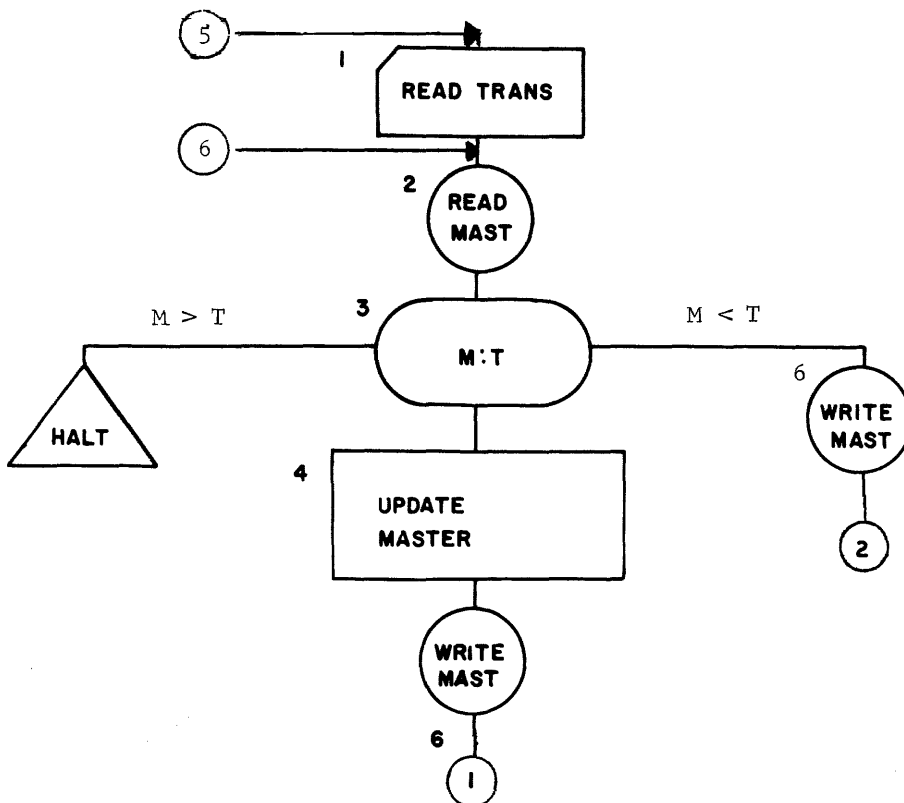 5
1
READ TRANS
6
2
READ
MAST
M > T
3
M:T
M < T
6
HALT
WRITE
MAST
4
UPDATE
MASTER
2
WRITE
MAST
6
1